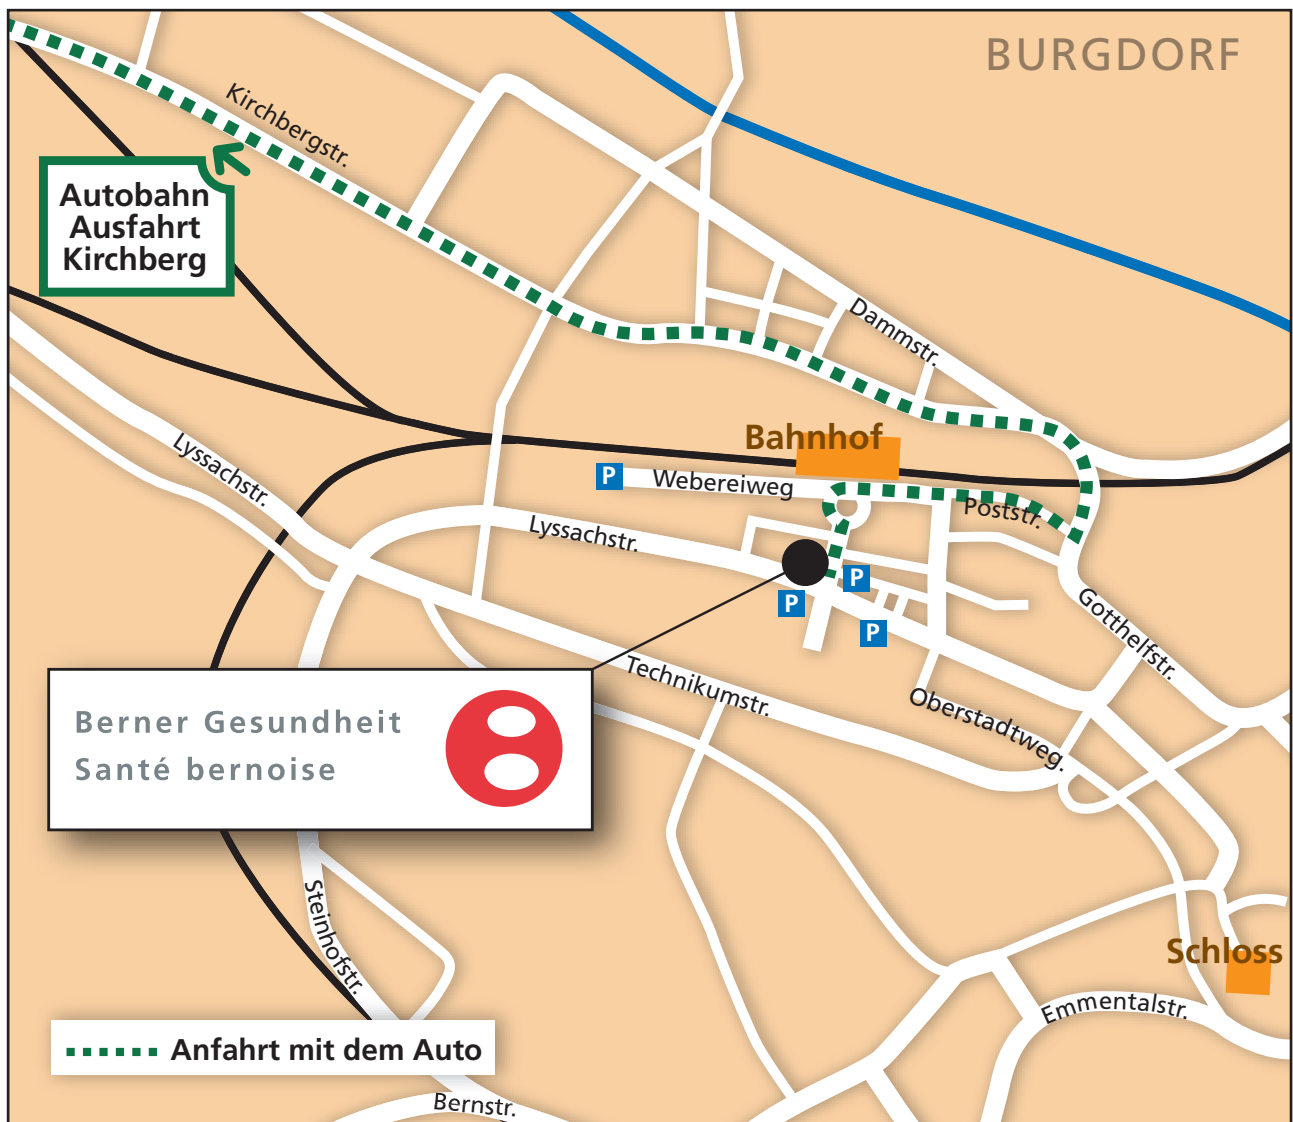 BURGDORF
Kirchbergstr.
Autobahn
Ausfahrt
Kirchberg
Dammstr.
Bahnhof
Lyssachstr.
P
Webereiweg
Poststr.
Lyssachstr.
P
P
P
Gotthelfstr.
Technikumstr.
Oberstadtweg.
Berner Gesundheit
Santé bernoise
Steinhofstr.
Schloss
Emmentalstr.
Anfahrt mit dem Auto
Bernstr.